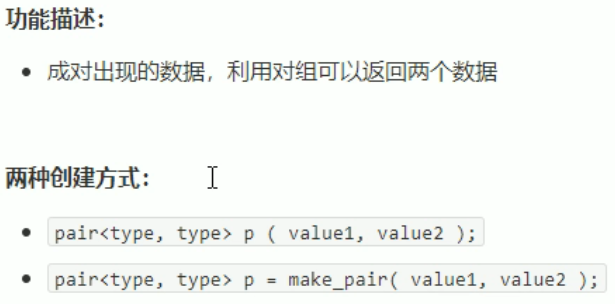 功能描述：
成对出现的数据，利用对组可以返回两个数据
两种创建方式：
pair<type, type> p ( value1, value2 );
pair<type, type> p = make_pair( value1, value2 );